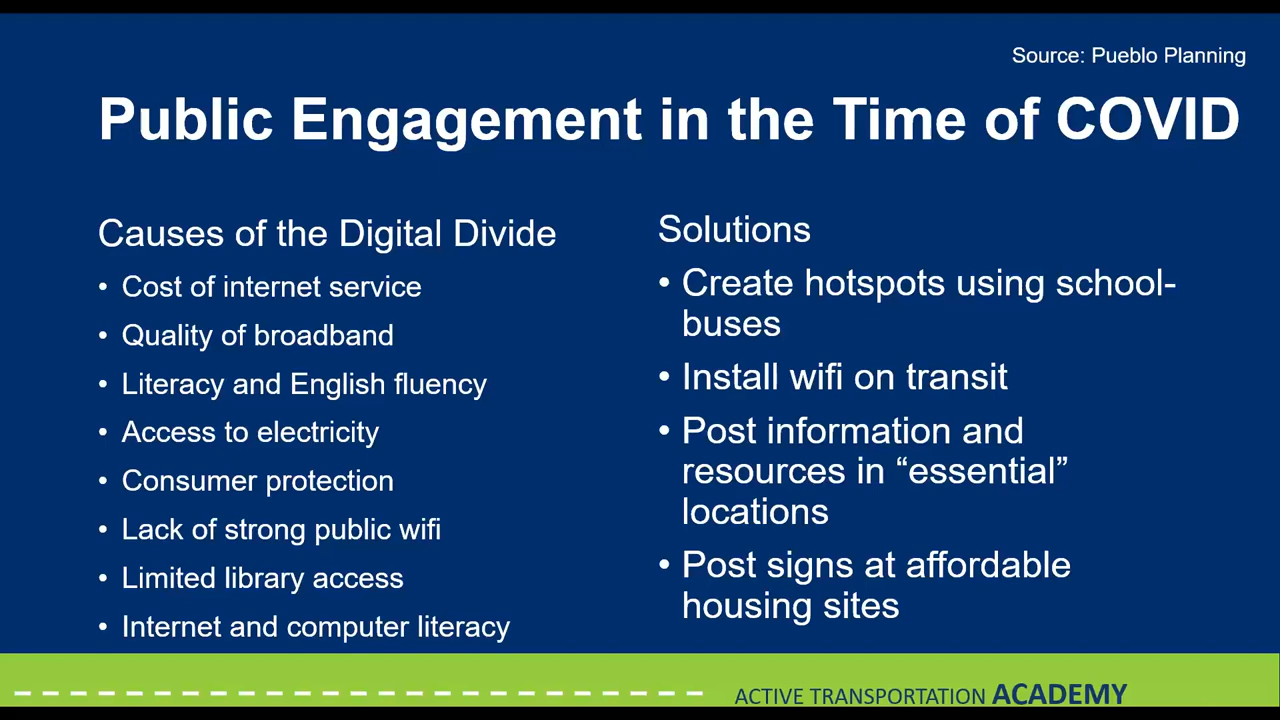 Source: Pueblo Planning
Public Engagement in the Time of COVID
Causes of the Digital Divide
• Cost of internet service
• Quality of broadband
• Literacy and English fluency
• Access to electricity
• Consumer protection
• Lack of strong public wifi
• Limited library access
• Internet and computer literacy
Solutions
• Create hotspots using school-
buses
• Install wifi on transit
• Post information and
resources in “essential”
locations
• Post signs at affordable
housing sites
ACTIVE TRANSPORTATION ACADEMY